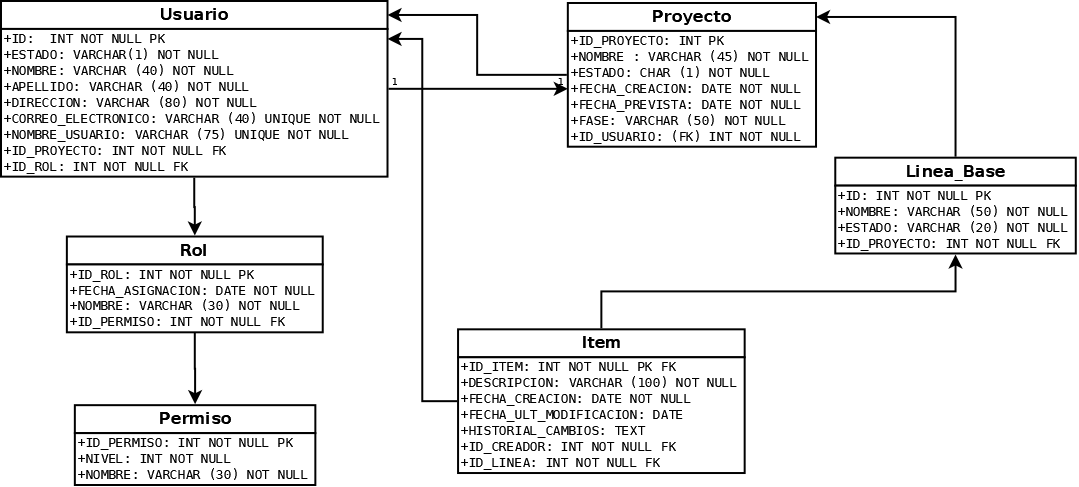 Usuario
+ID:  INT NOT NULL PK
+ESTADO: VARCHAR(1) NOT NULL
+NOMBRE: VARCHAR (40) NOT NULL
+APELLIDO: VARCHAR (40) NOT NULL
+DIRECCION: VARCHAR (80) NOT NULL
+CORREO_ELECTRONICO: VARCHAR (40) UNIQUE NOT NULL
+NOMBRE_USUARIO: VARCHAR (75) UNIQUE NOT NULL
+ID_PROYECTO: INT NOT NULL FK
+ID_ROL: INT NOT NULL FK
1
1
Proyecto
+ID_PROYECTO: INT PK
+NOMBRE : VARCHAR (45) NOT NULL
+ESTADO: CHAR (1) NOT NULL
+FECHA_CREACION: DATE NOT NULL
+FECHA_PREVISTA: DATE NOT NULL
+FASE: VARCHAR (50) NOT NULL
+ID_USUARIO: (FK) INT NOT NULL
Linea_Base
+ID: INT NOT NULL PK
+NOMBRE: VARCHAR (50) NOT NULL
+ESTADO: VARCHAR (20) NOT NULL
+ID_PROYECTO: INT NOT NULL FK
Rol
+ID_ROL: INT NOT NULL PK
+FECHA_ASIGNACION: DATE NOT NULL
+NOMBRE: VARCHAR (30) NOT NULL
+ID_PERMISO: INT NOT NULL FK
Item
+ID_ITEM: INT NOT NULL PK FK
+DESCRIPCION: VARCHAR (100) NOT NULL
+FECHA_CREACION: DATE NOT NULL
+FECHA_ULT_MODIFICACION: DATE
+HISTORIAL_CAMBIOS: TEXT
+ID_CREADOR: INT NOT NULL FK
+ID_LINEA: INT NOT NULL FK
Permiso
+ID_PERMISO: INT NOT NULL PK
+NIVEL: INT NOT NULL
+NOMBRE: VARCHAR (30) NOT NULL